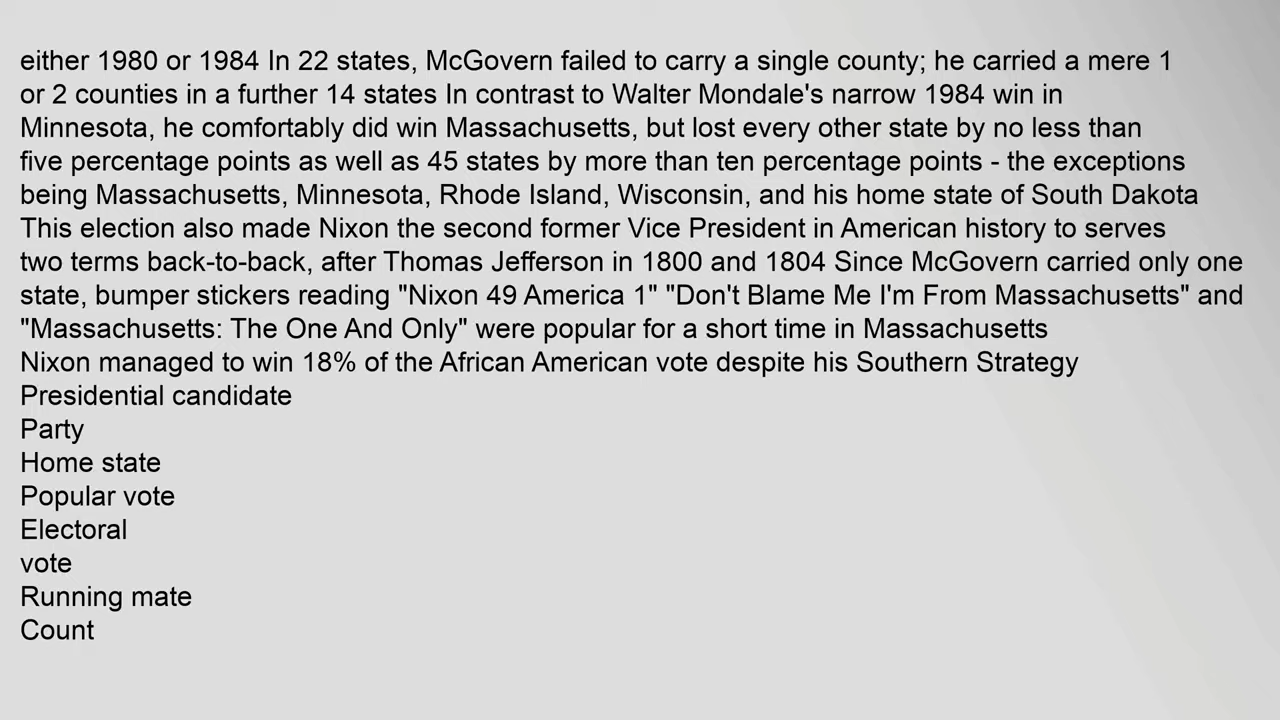 either 1980 or 1984 In 22 states, McGovern failed to carry a single county; he carried a mere 1
or 2 counties in a further 14 states In contrast to Walter Mondale's narrow 1984 win in
Minnesota, he comfortably did win Massachusetts, but lost every other state by no less than
five percentage points as well as 45 states by more than ten percentage points - the exceptions
being Massachusetts, Minnesota, Rhode Island, Wisconsin, and his home state of South Dakota
This election also made Nixon the second former Vice President in American history to serves
two terms back-to-back, after Thomas Jefferson in 1800 and 1804 Since McGovern carried only one
state, bumper stickers reading "Nixon 49 America 1" "Don't Blame Me I'm From Massachusetts" and
"Massachusetts: The One And Only" were popular for a short time in Massachusetts
Nixon managed to win 18% of the African American vote despite his Southern Strategy
Presidential candidate
Party
Home state
Popular vote
Electoral
vote
Running mate
Count